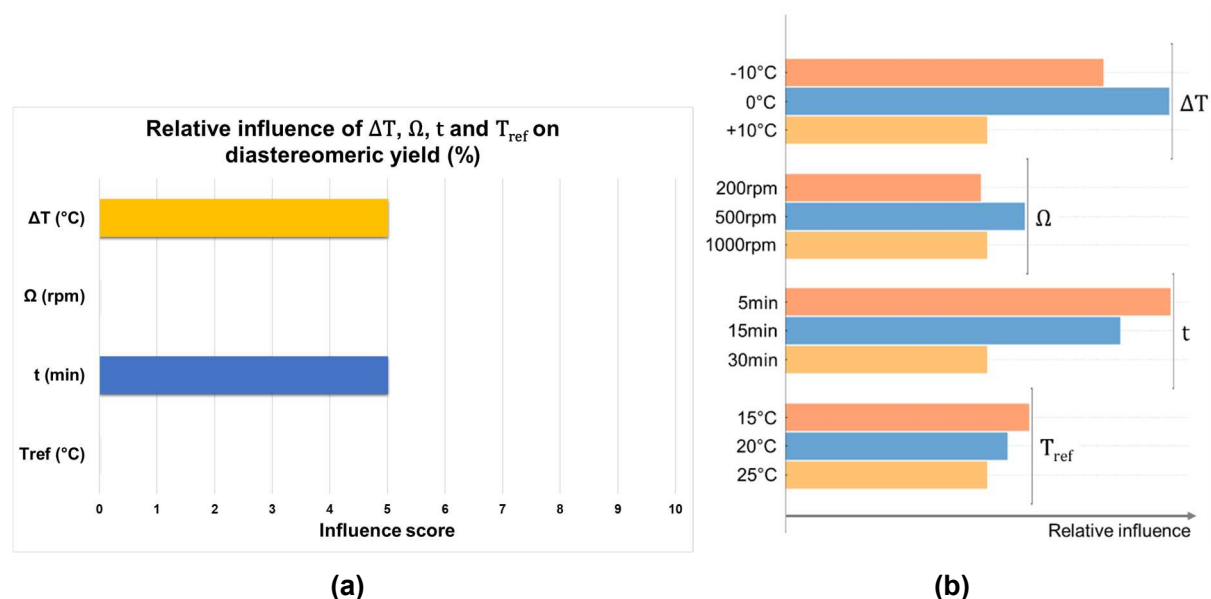 Relative influence of ΔT, Ω, t and T_ref on
diastereomeric yield (%)
ΔT (°C)
Ω (rpm)
t (min)
Tref (°C)
0 1 2 3 4 5 6 7 8 9 10
Influence score
(a)
-10°C
0°C
+10°C
ΔT
200rpm
500rpm
1000rpm
Ω
5min
15min
30min
t
15°C
20°C
25°C
T_ref
Relative influence
(b)